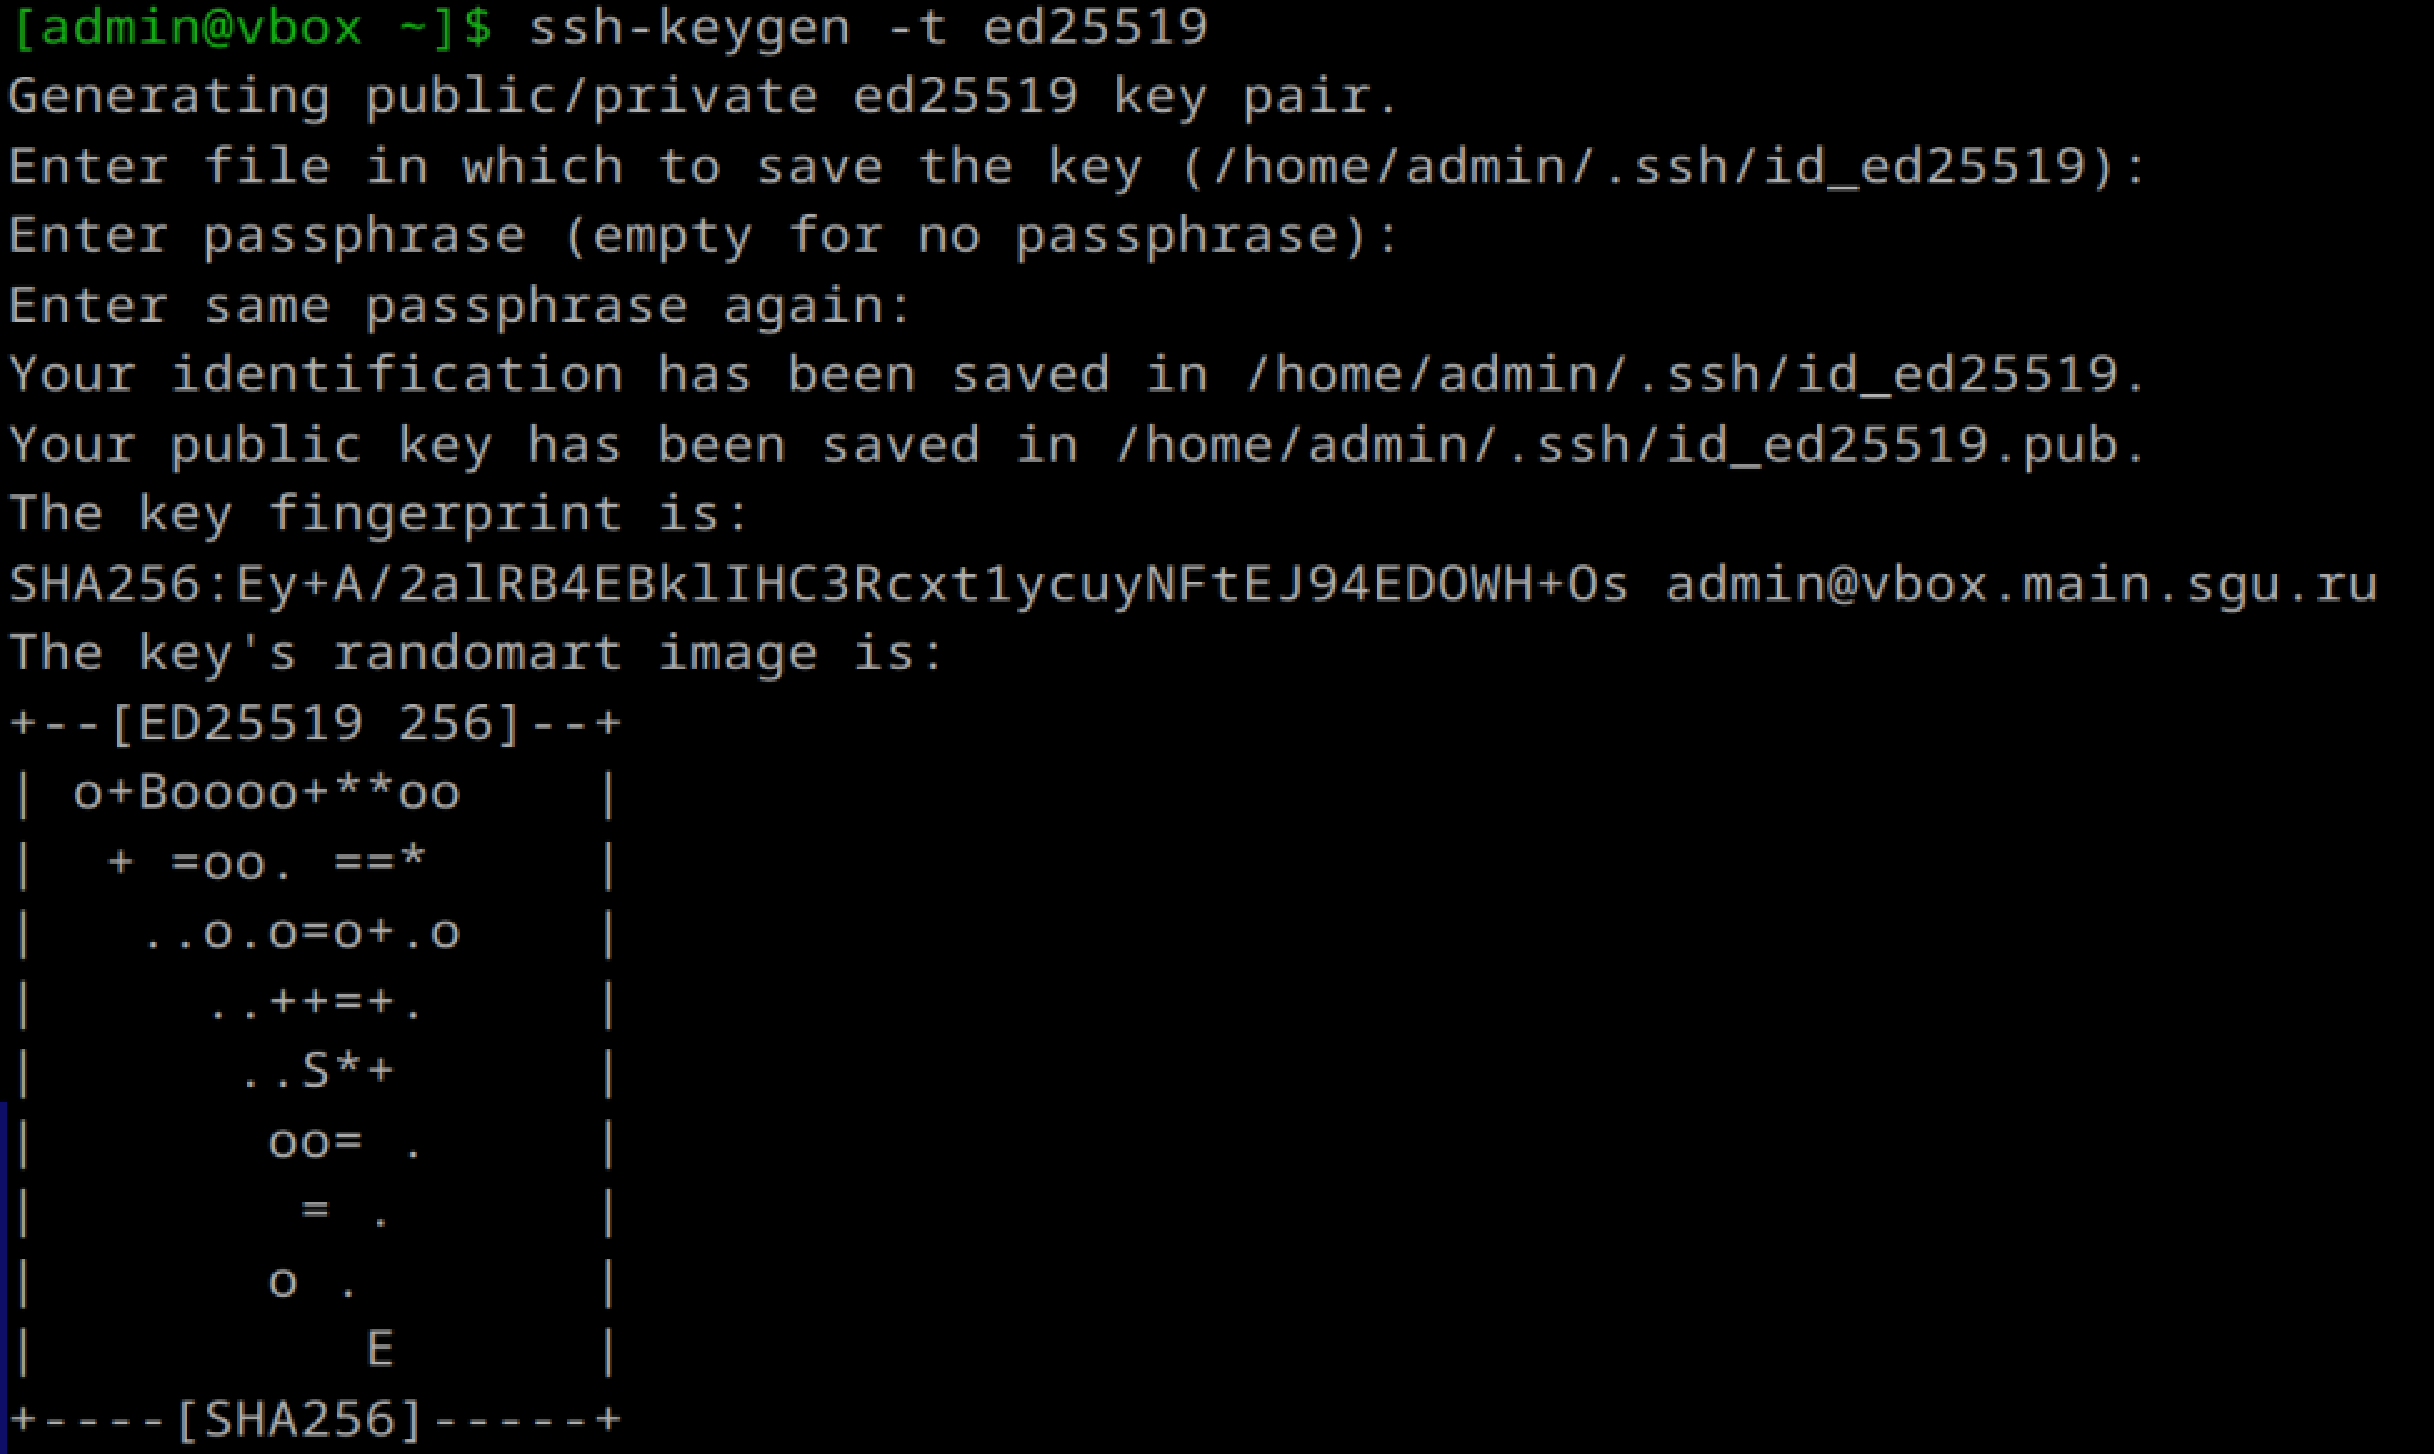 [admin@vbox ~]$ ssh-keygen -t ed25519
Generating public/private ed25519 key pair.
Enter file in which to save the key (/home/admin/.ssh/id_ed25519):
Enter passphrase (empty for no passphrase):
Enter same passphrase again:
Your identification has been saved in /home/admin/.ssh/id_ed25519.
Your public key has been saved in /home/admin/.ssh/id_ed25519.pub.
The key fingerprint is:
SHA256:Ey+A/2alRB4EBklIHC3Rcxt1ycuyNFtEJ94EDOWH+Os admin@vbox.main.sgu.ru
The key's randomart image is:
+--[ED25519 256]--+
| o+Boooo+**oo    |
|  + =oo. ==*     |
|   ..o.o=o+.o    |
|     ..++=+.     |
|      ..S*+      |
|       oo= .     |
|        = .      |
|       o .       |
|          E      |
+----[SHA256]-----+